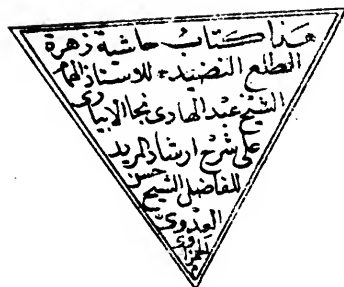 هذا كتاب حاشية زهرة
الطلع النضيد للاستاذ الهمام
الشيخ عبد الهادى نجا الابيارى
على شرح ارشاد المريد
للفاضل الشيخ حسن
العدوى
الحمزاوى
م